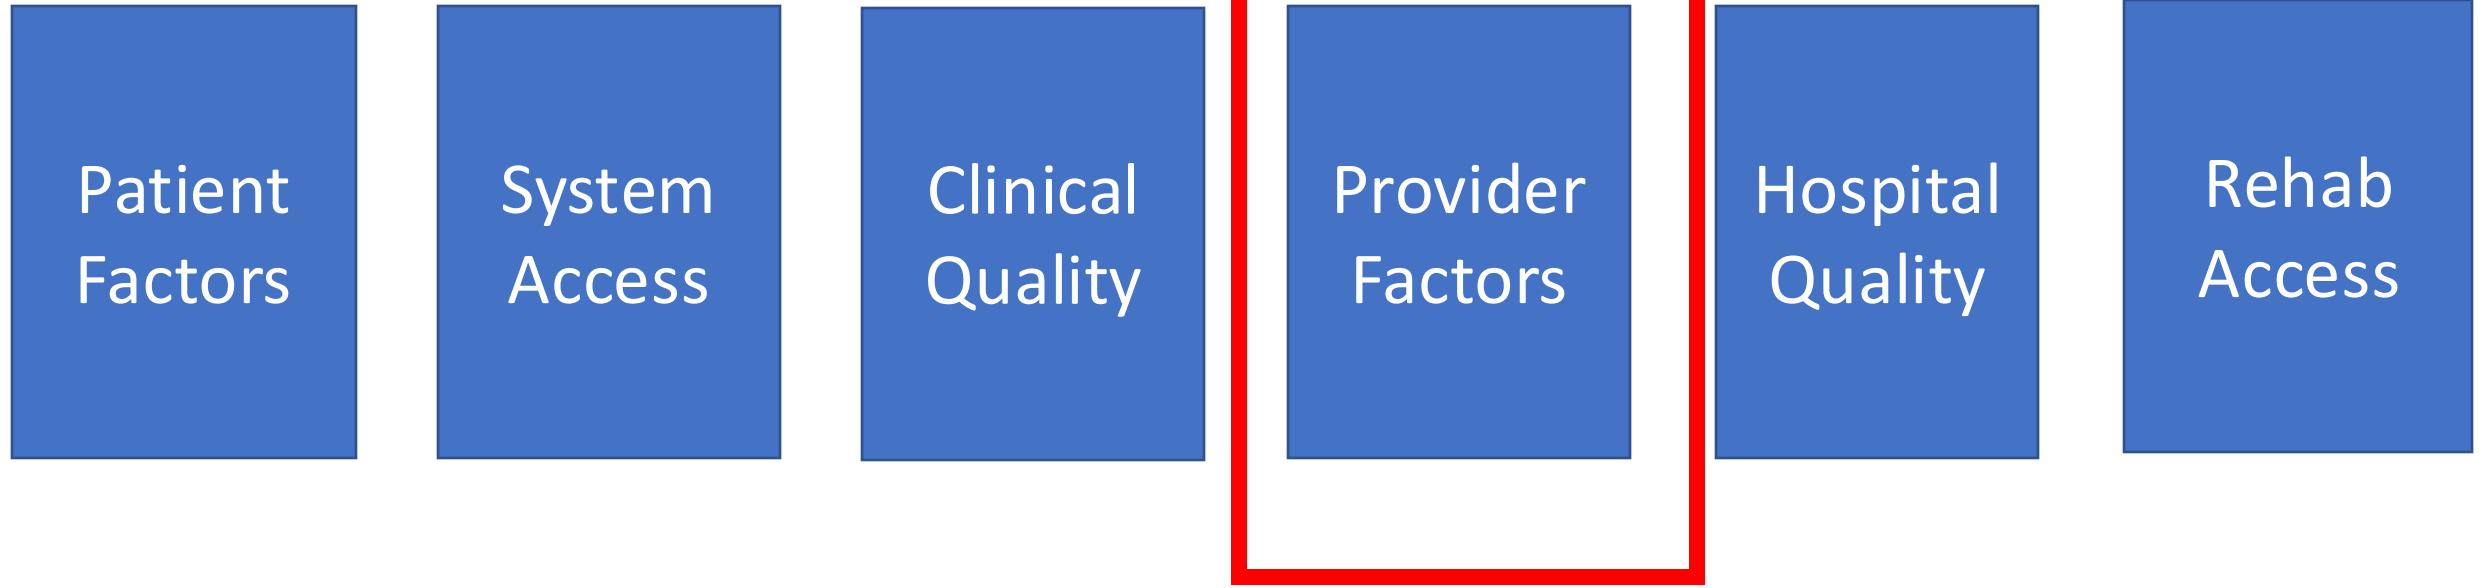 Patient
Factors
System
Access
Clinical
Quality
Provider
Factors
Hospital
Quality
Rehab
Access